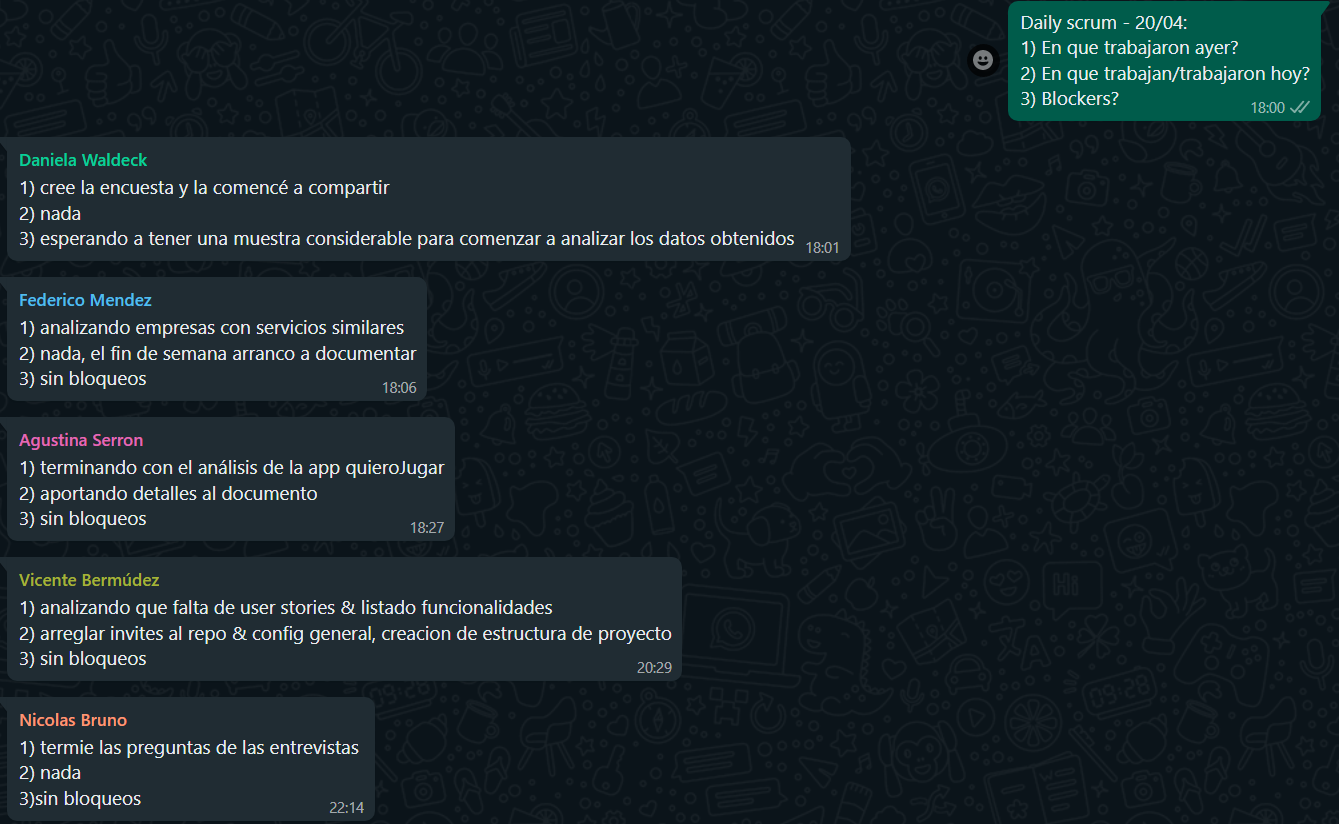 Daily scrum - 20/04:
1) En que trabajaron ayer?
2) En que trabajan/trabajaron hoy?
3) Blockers?
18:00
Daniela Waldeck
1) cree la encuesta y la comencé a compartir
2) nada
3) esperando a tener una muestra considerable para comenzar a analizar los datos obtenidos
18:01
Federico Mendez
1) analizando empresas con servicios similares
2) nada, el fin de semana arranco a documentar
3) sin bloqueos
18:06
Agustina Serron
1) terminando con el análisis de la app quieroJugar
2) aportando detalles al documento
3) sin bloqueos
18:27
Vicente Bermúdez
1) analizando que falta de user stories & listado funcionalidades
2) arreglar invites al repo & config general, creacion de estructura de proyecto
3) sin bloqueos
20:29
Nicolas Bruno
1) termie las preguntas de las entrevistas
2) nada
3)sin bloqueos
22:14